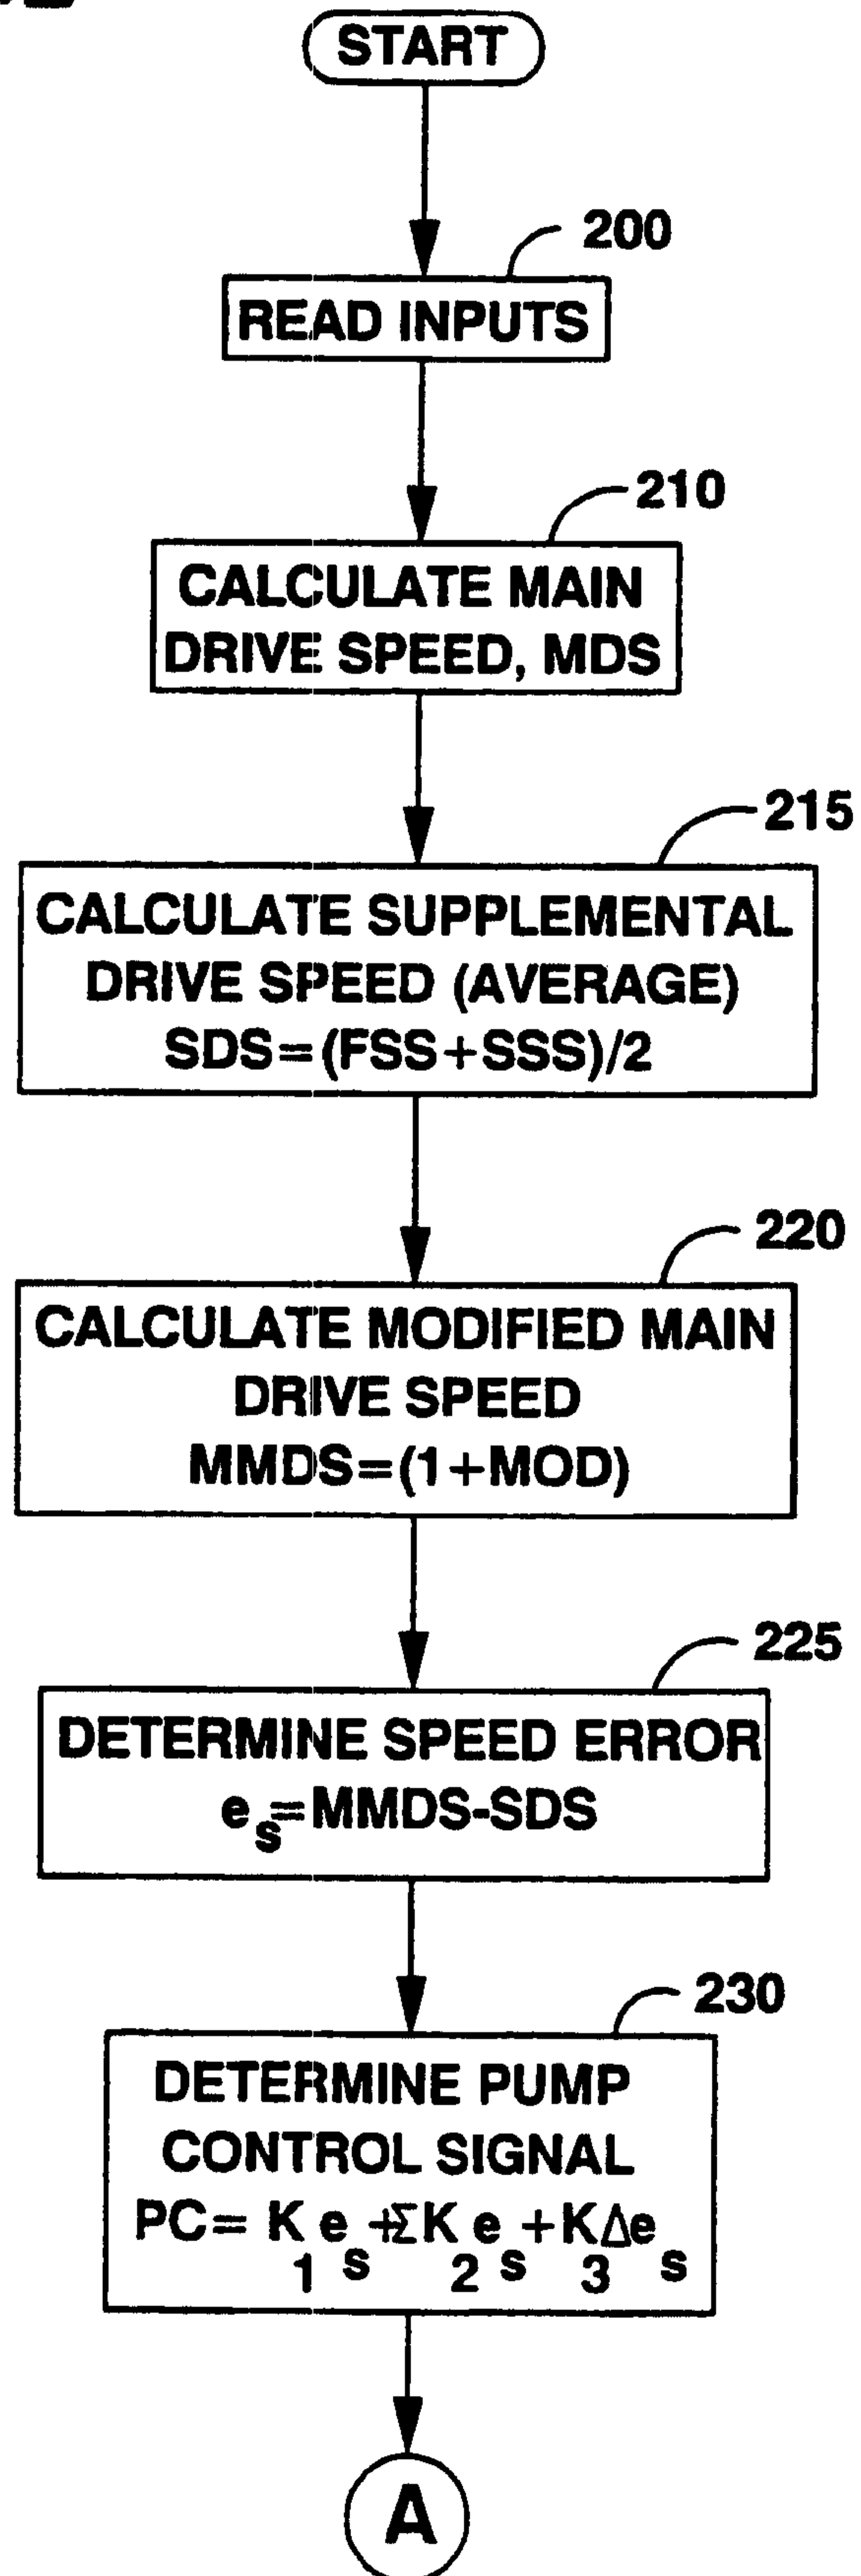 START
200
READ INPUTS
210
CALCULATE MAIN
DRIVE SPEED, MDS
215
CALCULATE SUPPLEMENTAL
DRIVE SPEED (AVERAGE)
SDS=(FSS+SSS)/2
220
CALCULATE MODIFIED MAIN
DRIVE SPEED
MMDS=(1+MOD)
225
DETERMINE SPEED ERROR
eₛ=MMDS-SDS
230
DETERMINE PUMP
CONTROL SIGNAL
PC= K₁eₛ+ΣK₂eₛ+K₃Δeₛ
A